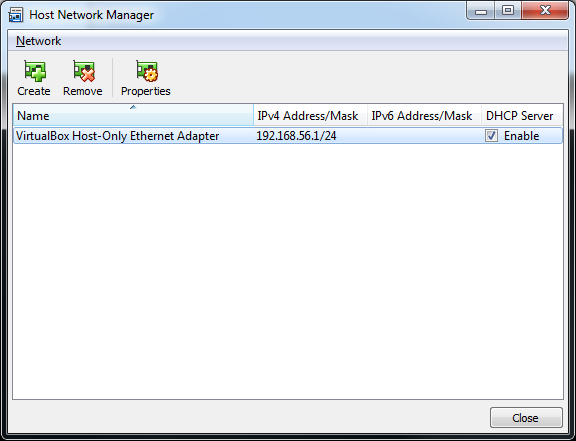 Host Network Manager
Network
Create Remove Properties
Name IPv4 Address/Mask IPv6 Address/Mask DHCP Server
VirtualBox Host-Only Ethernet Adapter 192.168.56.1/24 Enable
Close